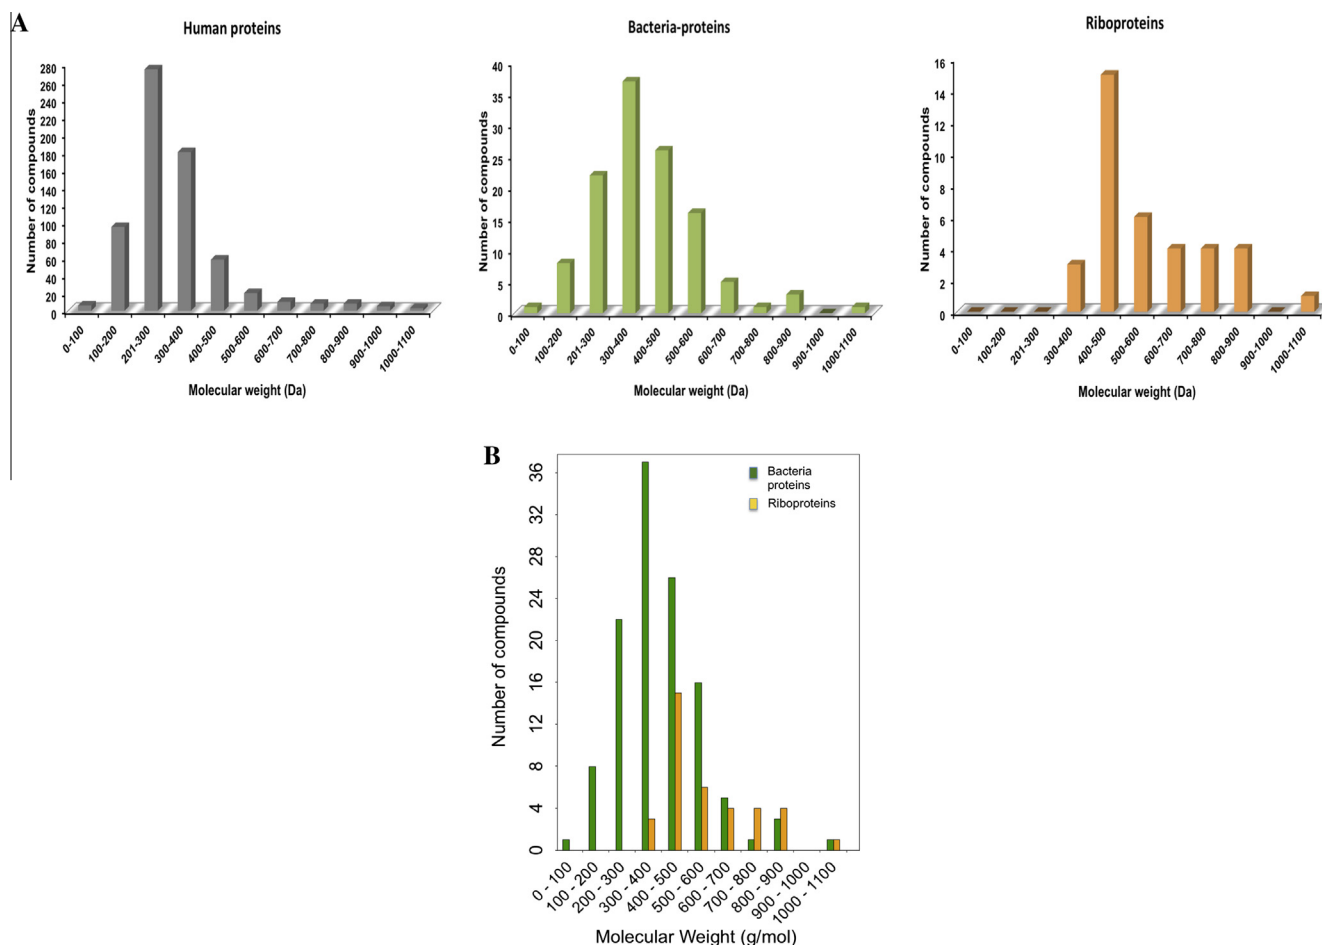 A
Human proteins
Number of compounds
280
260
240
220
200
180
160
140
120
100
80
60
40
20
0
0-100
100-200
201-300
300-400
400-500
500-600
600-700
700-800
800-900
900-1000
1000-1100
Molecular weight (Da)
Bacteria-proteins
Number of compounds
40
35
30
25
20
15
10
5
0
0-100
100-200
201-300
300-400
400-500
500-600
600-700
700-800
800-900
900-1000
1000-1100
Molecular weight (Da)
Riboproteins
Number of compounds
16
14
12
10
8
6
4
2
0
0-100
100-200
201-300
300-400
400-500
500-600
600-700
700-800
800-900
900-1000
1000-1100
Molecular weight (Da)
B
Bacteria
proteins
Riboproteins
Number of compounds
36
32
28
24
20
16
12
8
4
0
0 - 100
100 - 200
200 - 300
300 - 400
400 - 500
500 - 600
600 - 700
700 - 800
800 - 900
900 - 1000
1000 - 1100
Molecular Weight (g/mol)